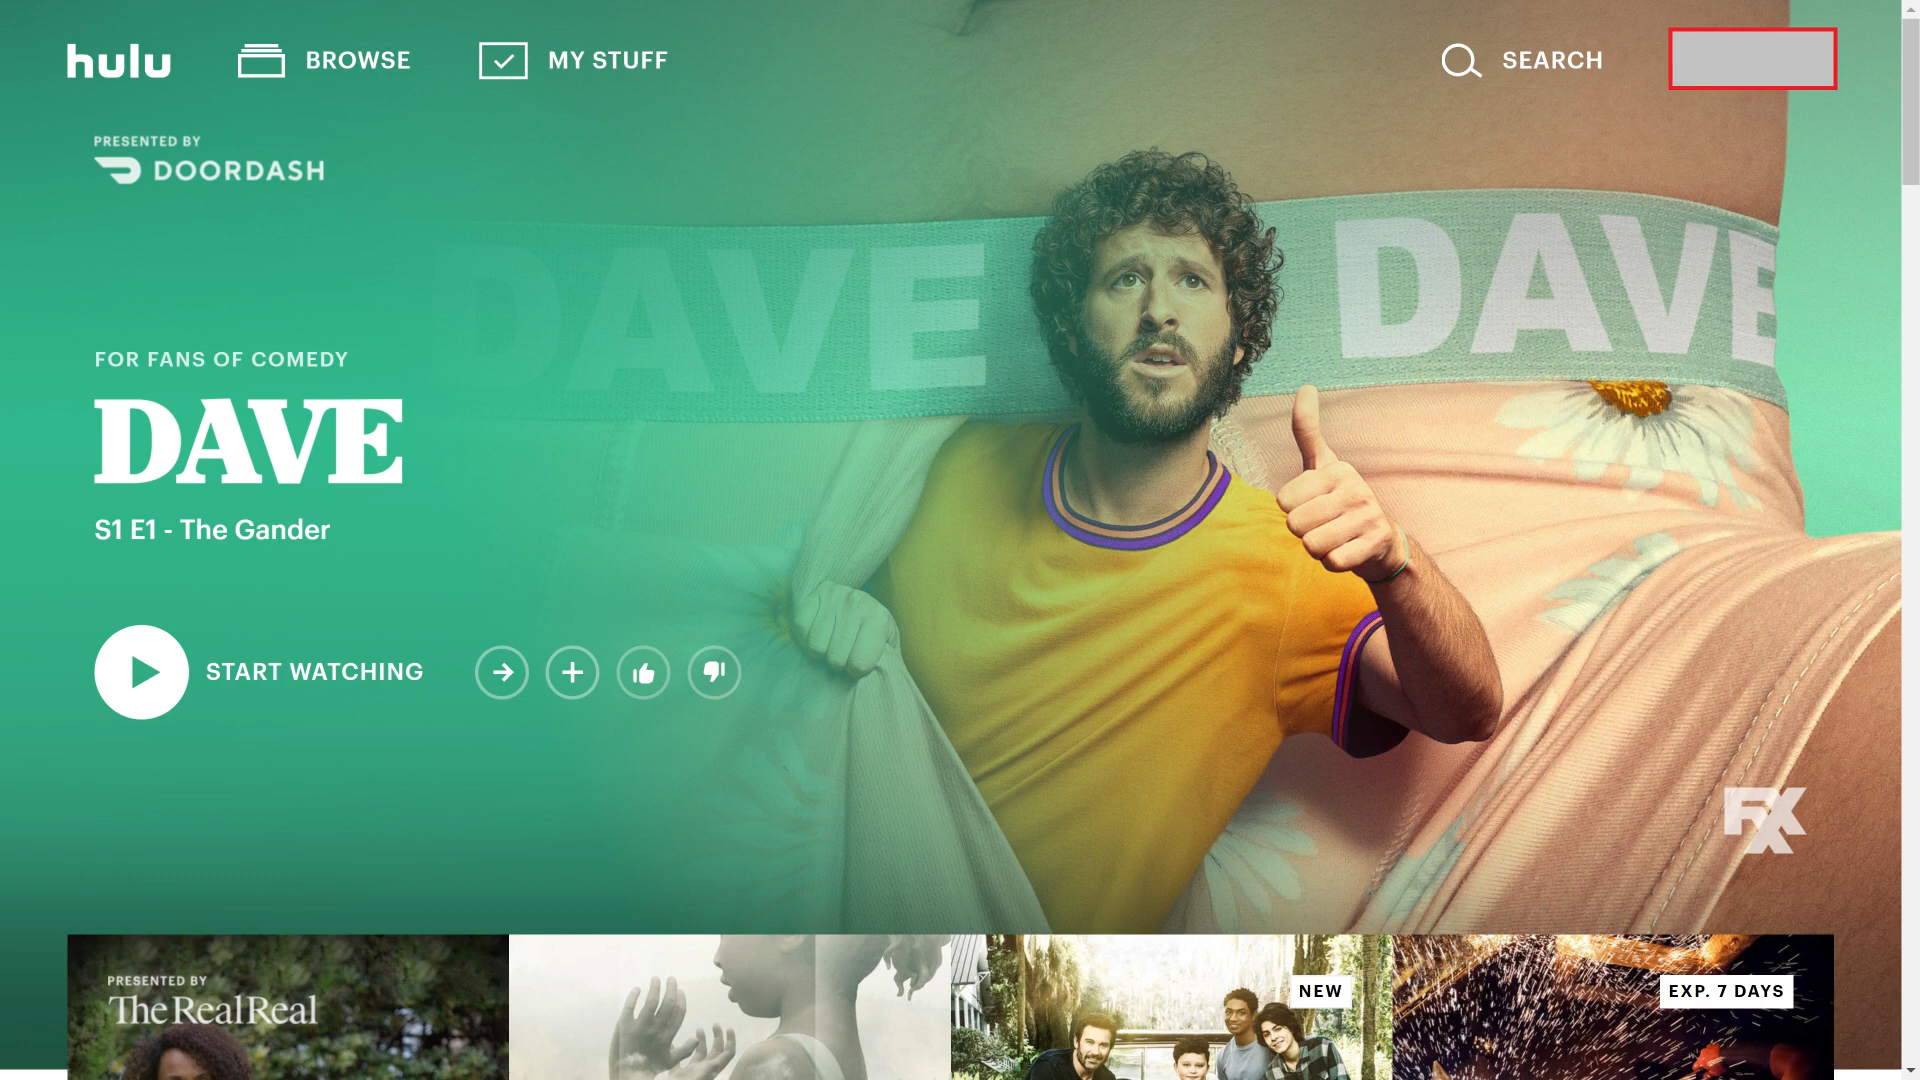 hulu
BROWSE
MY STUFF
SEARCH
PRESENTED BY
DOORDASH
DAVE
DAVE
FOR FANS OF COMEDY
DAVE
S1 E1 - The Gander
START WATCHING
FX
X
PRESENTED BY
TheRealReal
NEW
EXP. 7 DAYS